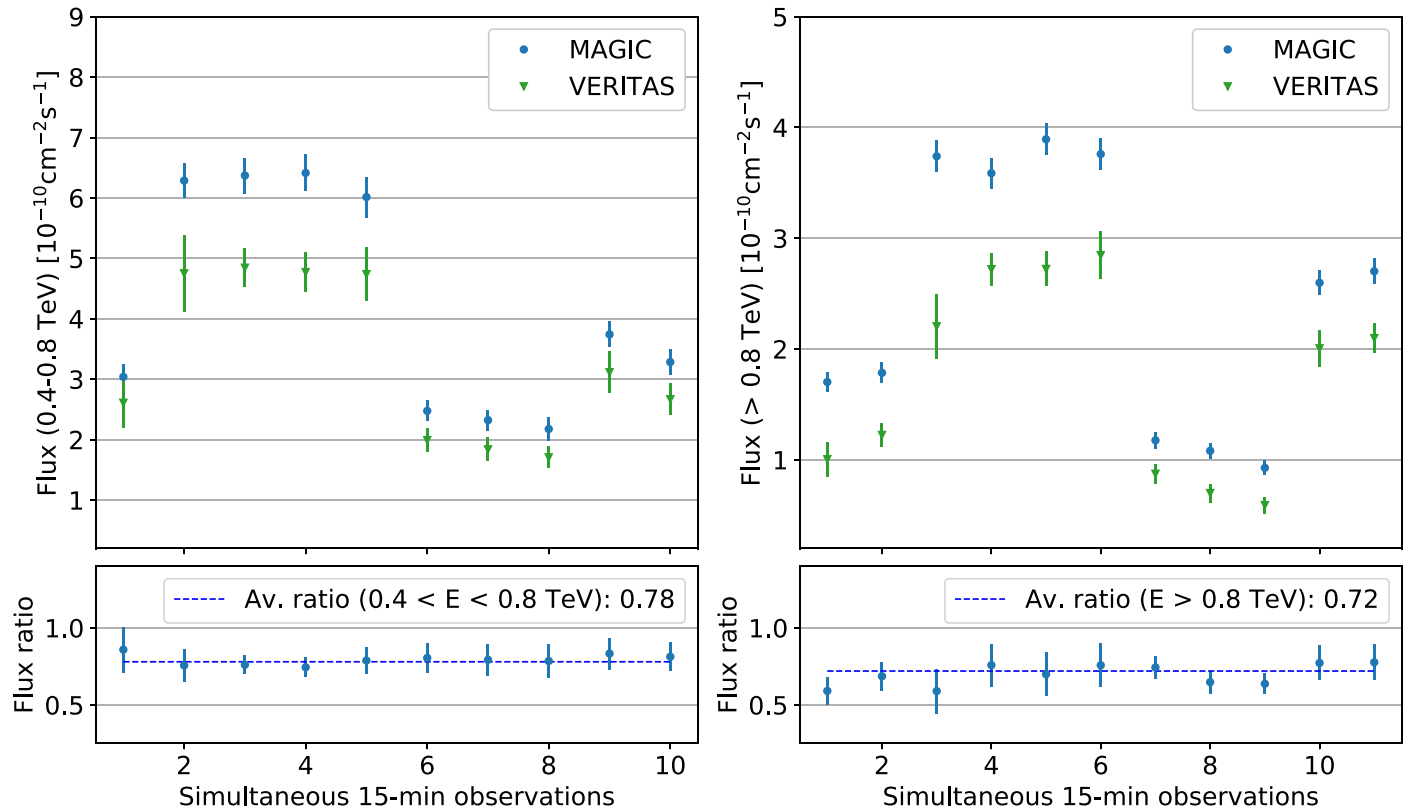 9
8
7
6
5
4
3
2
1
Flux (0.4-0.8 TeV) [10⁻¹⁰cm⁻²s⁻¹]
MAGIC
VERITAS
5
4
3
2
1
Flux (> 0.8 TeV) [10⁻¹⁰cm⁻²s⁻¹]
MAGIC
VERITAS
1.0
0.5
Flux ratio
Av. ratio (0.4 < E < 0.8 TeV): 0.78
2 4 6 8 10
Simultaneous 15-min observations
1.0
0.5
Flux ratio
Av. ratio (E > 0.8 TeV): 0.72
2 4 6 8 10
Simultaneous 15-min observations